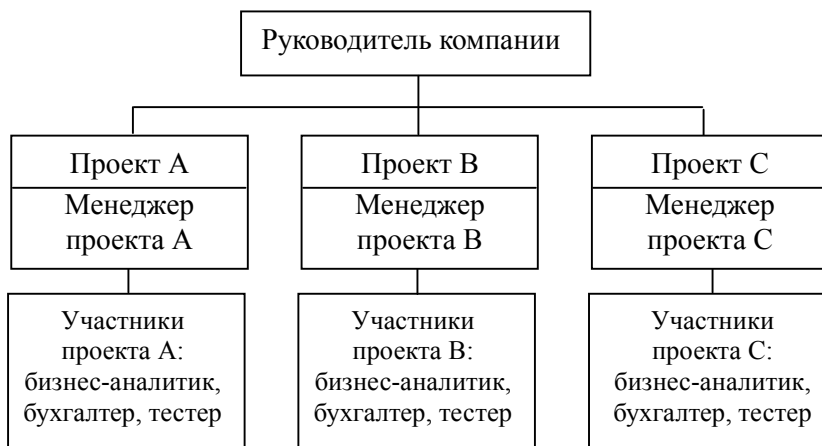 Руководитель компании
Проект А
Менеджер
проекта А
Участники
проекта А:
бизнес-аналитик,
бухгалтер, тестер
Проект В
Менеджер
проекта В
Участники
проекта В:
бизнес-аналитик,
бухгалтер, тестер
Проект С
Менеджер
проекта С
Участники
проекта С:
бизнес-аналитик,
бухгалтер, тестер